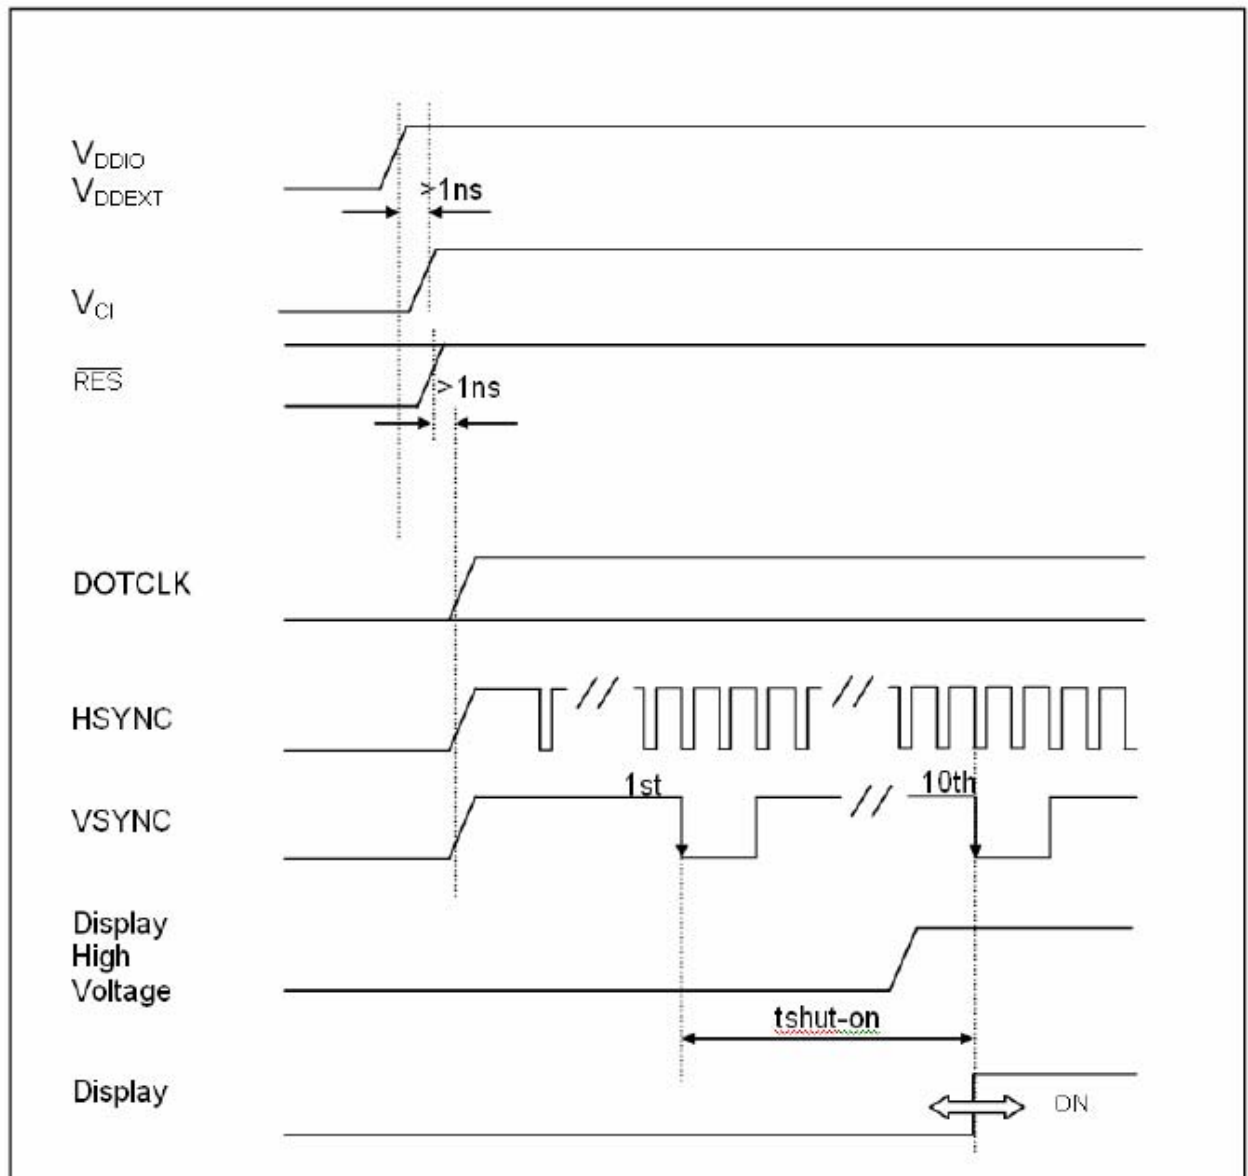 VDDIO
VDDEXT
>1ns
VCI
RES
>1ns
DOTCLK
HSYNC
1st
10th
VSYNC
Display
High
Voltage
tshut-on
Display
ON